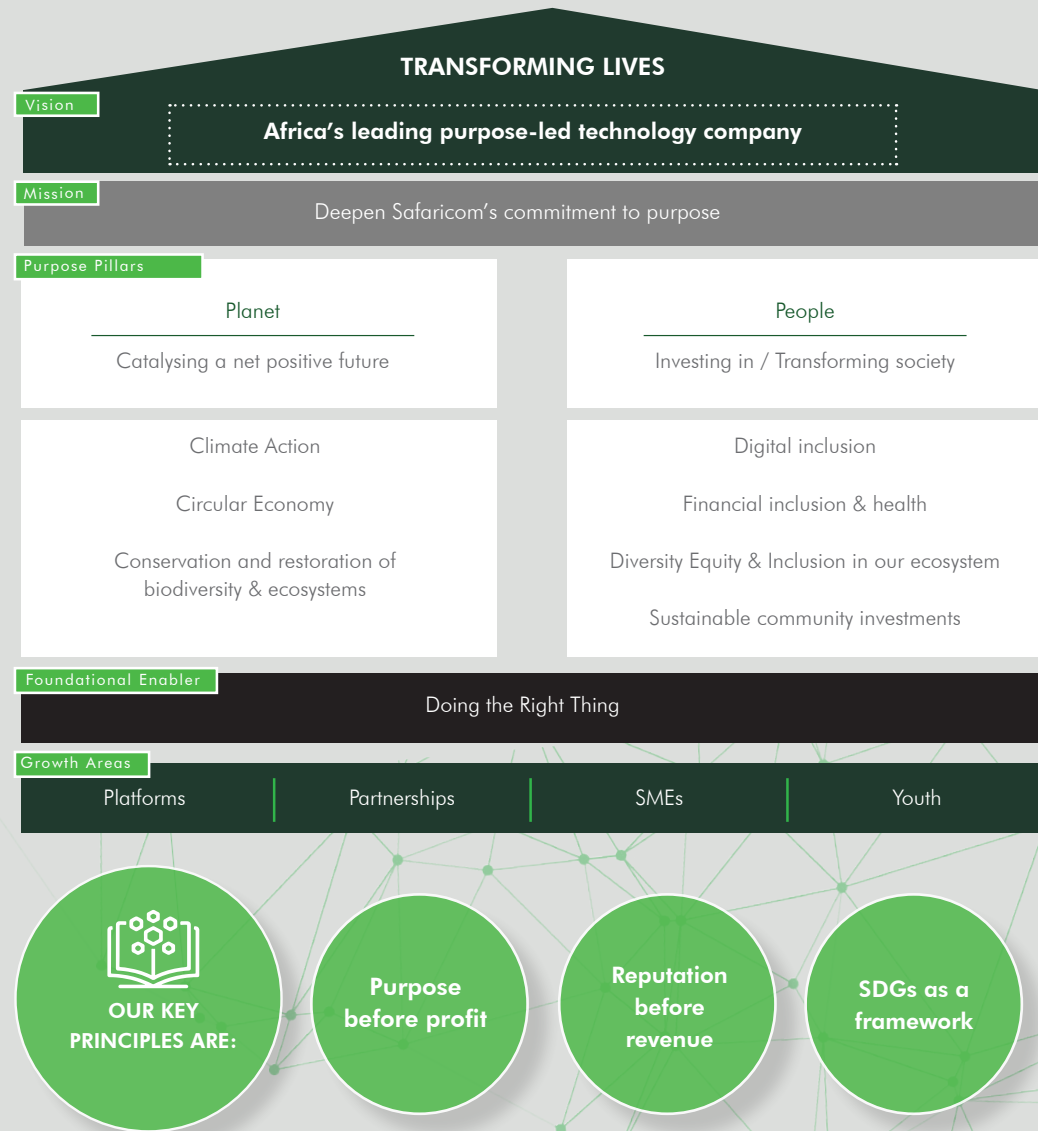 TRANSFORMING LIVES
Vision
Africa’s leading purpose-led technology company
Mission
Deepen Safaricom’s commitment to purpose
Purpose Pillars
Planet
Catalysing a net positive future
People
Investing in / Transforming society
Climate Action
Circular Economy
Conservation and restoration of
biodiversity & ecosystems
Digital inclusion
Financial inclusion & health
Diversity Equity & Inclusion in our ecosystem
Sustainable community investments
Foundational Enabler
Doing the Right Thing
Growth Areas
Platforms
Partnerships
SMEs
Youth
OUR KEY
PRINCIPLES ARE:
Purpose
before profit
Reputation
before
revenue
SDGs as a
framework